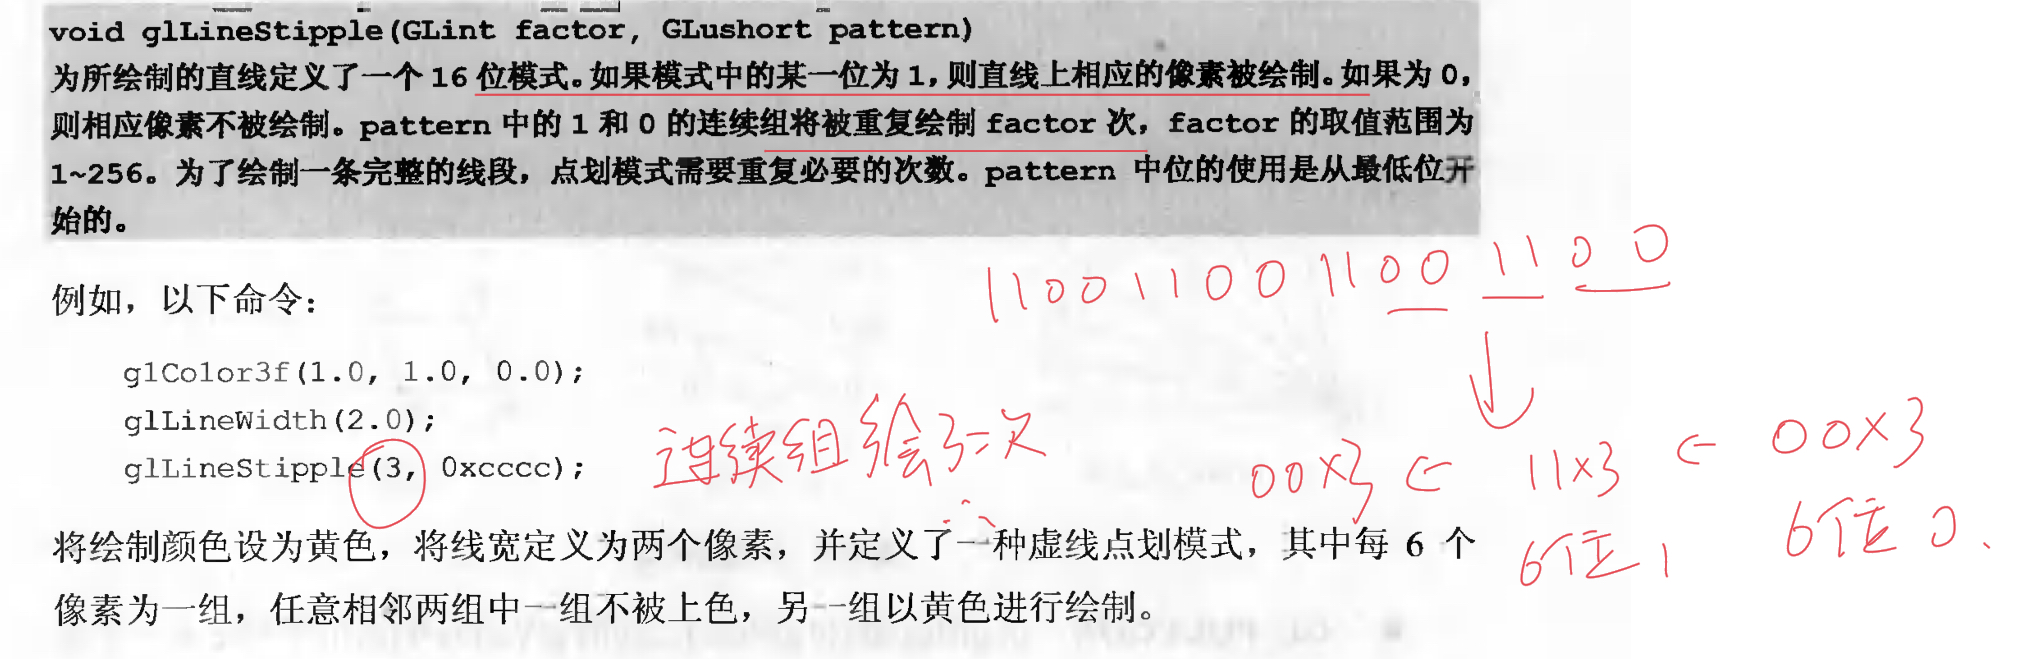 void glLineStipple(GLint factor, GLushort pattern)
为所绘制的直线定义了一个 16 位模式。如果模式中的某一位为 1，则直线上相应的像素被绘制。如果为 0，
则相应像素不被绘制。pattern 中的 1 和 0 的连续组将被重复绘制 factor 次，factor 的取值范围为
1~256。为了绘制一条完整的线段，点划模式需要重复必要的次数。pattern 中位的使用是从最低位开
始的。
1100110011001100
例如，以下命令：
glColor3f(1.0, 1.0, 0.0);
glLineWidth(2.0);
glLineStipple(3, 0xcccc);
连续组绘3次
00x3 ← 11x3 ← 00x3
6位1 6位0.
将绘制颜色设为黄色，将线宽定义为两个像素，并定义了一种虚线点划模式，其中每 6 个
像素为一组，任意相邻两组中一组不被上色，另一组以黄色进行绘制。